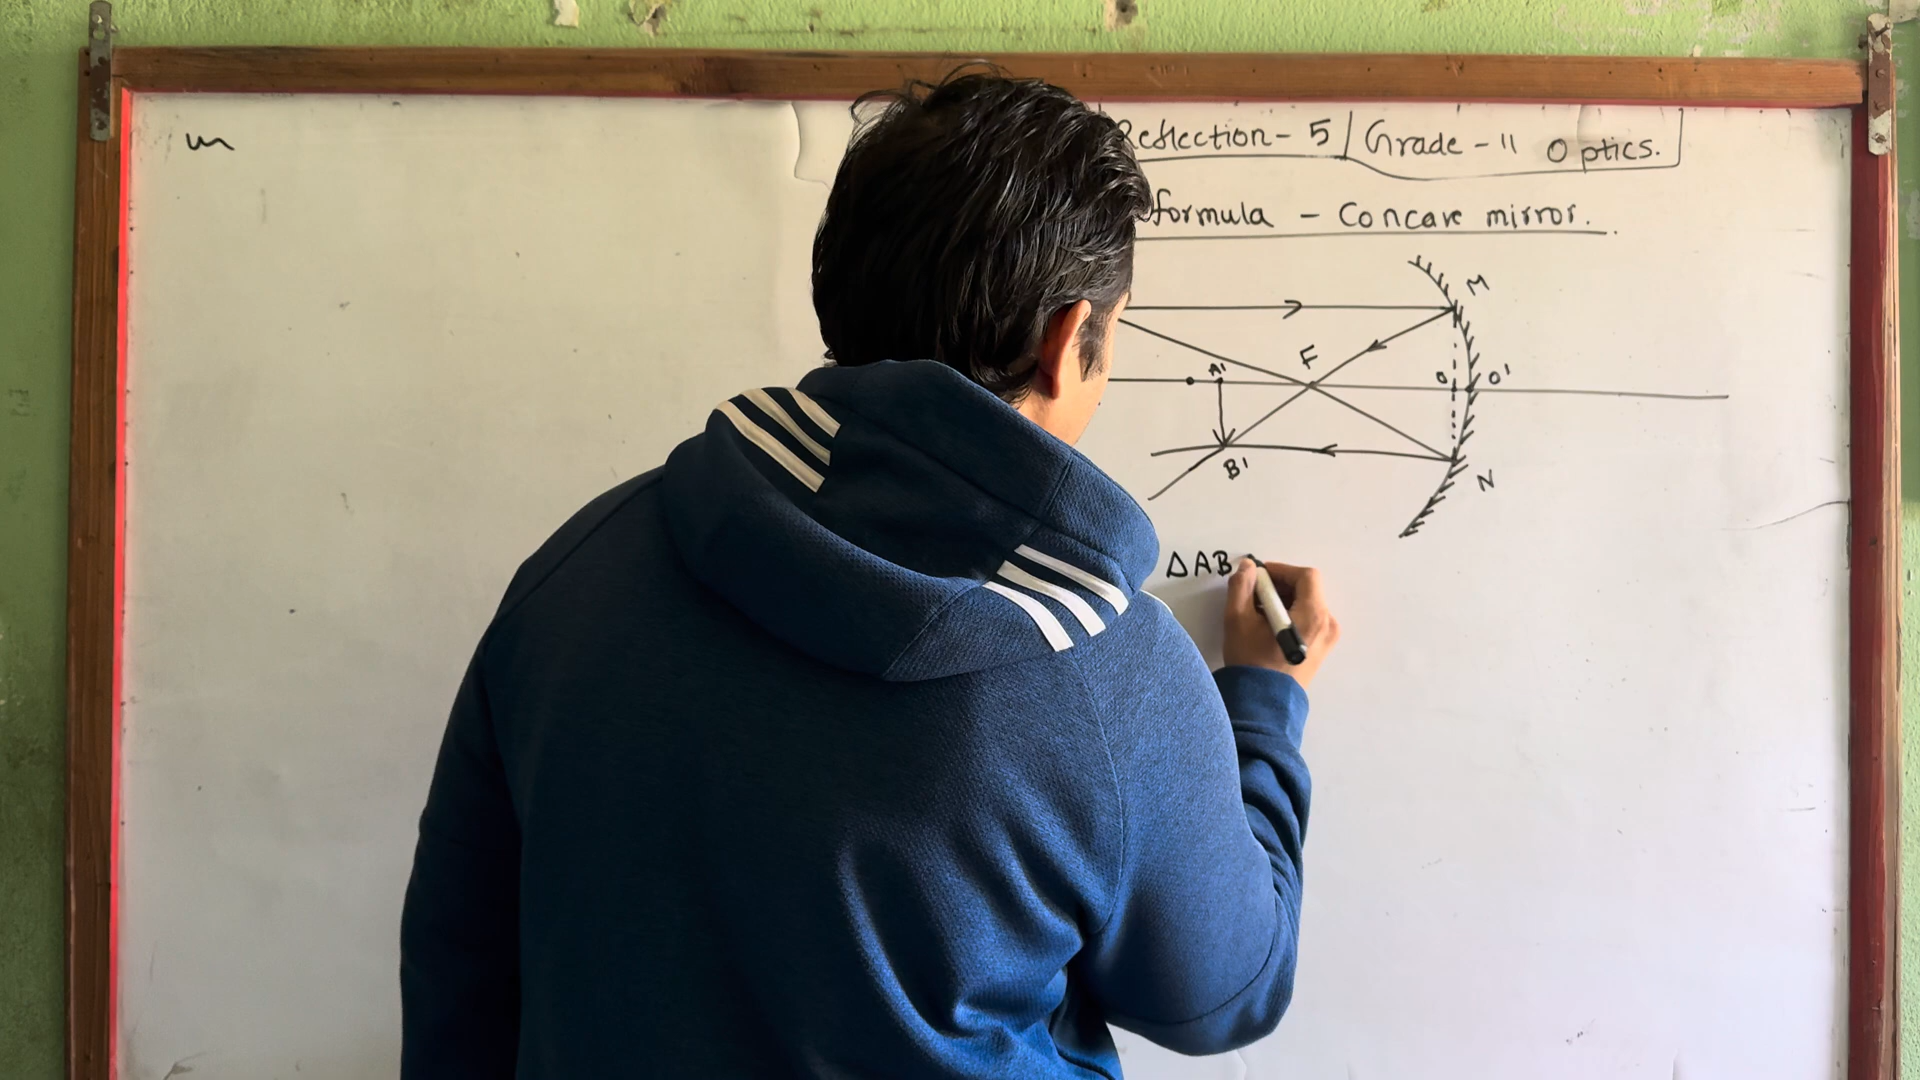 Reflection - 5 / Grade - 11 Optics.
formula - Concave mirror.
M
F
A' O O'
B' N
ΔAB